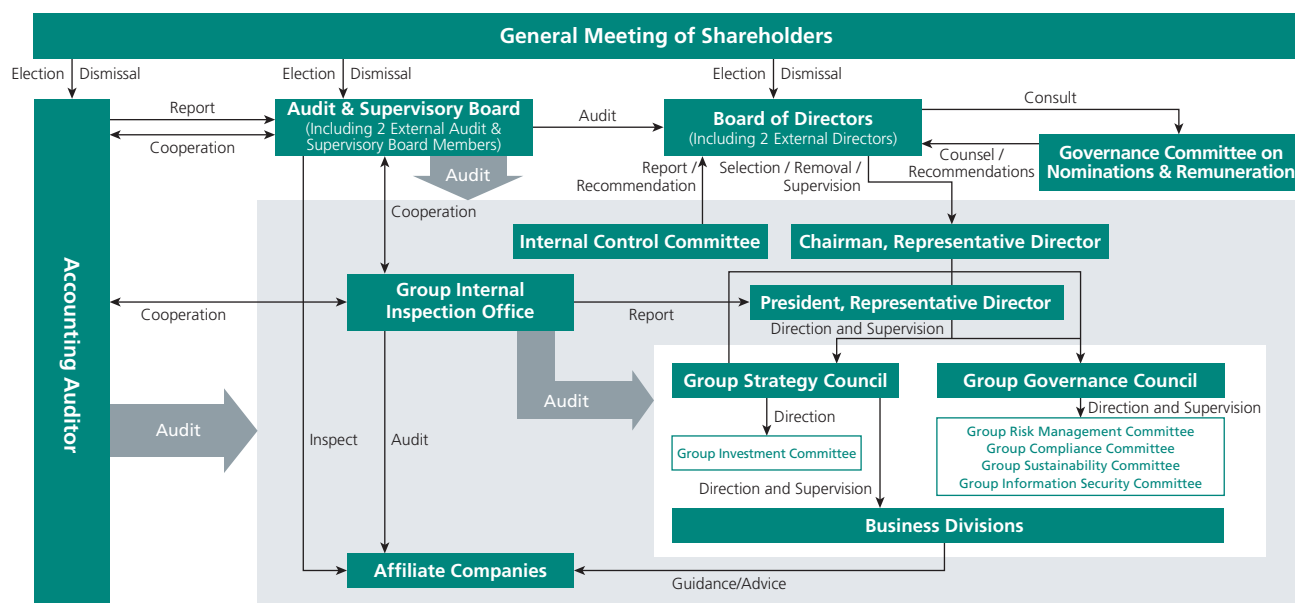 General Meeting of Shareholders
Election
Dismissal
Election
Dismissal
Election
Dismissal
Accounting Auditor
Report
Cooperation
Audit & Supervisory Board
(Including 2 External Audit &
Supervisory Board Members)
Audit
Board of Directors
(Including 2 External Directors)
Consult
Counsel /
Recommendations
Governance Committee on
Nominations & Remuneration
Audit
Cooperation
Report /
Recommendation
Selection / Removal /
Supervision
Internal Control Committee
Chairman, Representative Director
Cooperation
Group Internal
Inspection Office
Report
President, Representative Director
Direction and Supervision
Audit
Audit
Inspect
Audit
Group Strategy Council
Group Governance Council
Direction
Direction and Supervision
Group Investment Committee
Group Risk Management Committee
Group Compliance Committee
Group Sustainability Committee
Group Information Security Committee
Direction and Supervision
Business Divisions
Affiliate Companies
Guidance/Advice